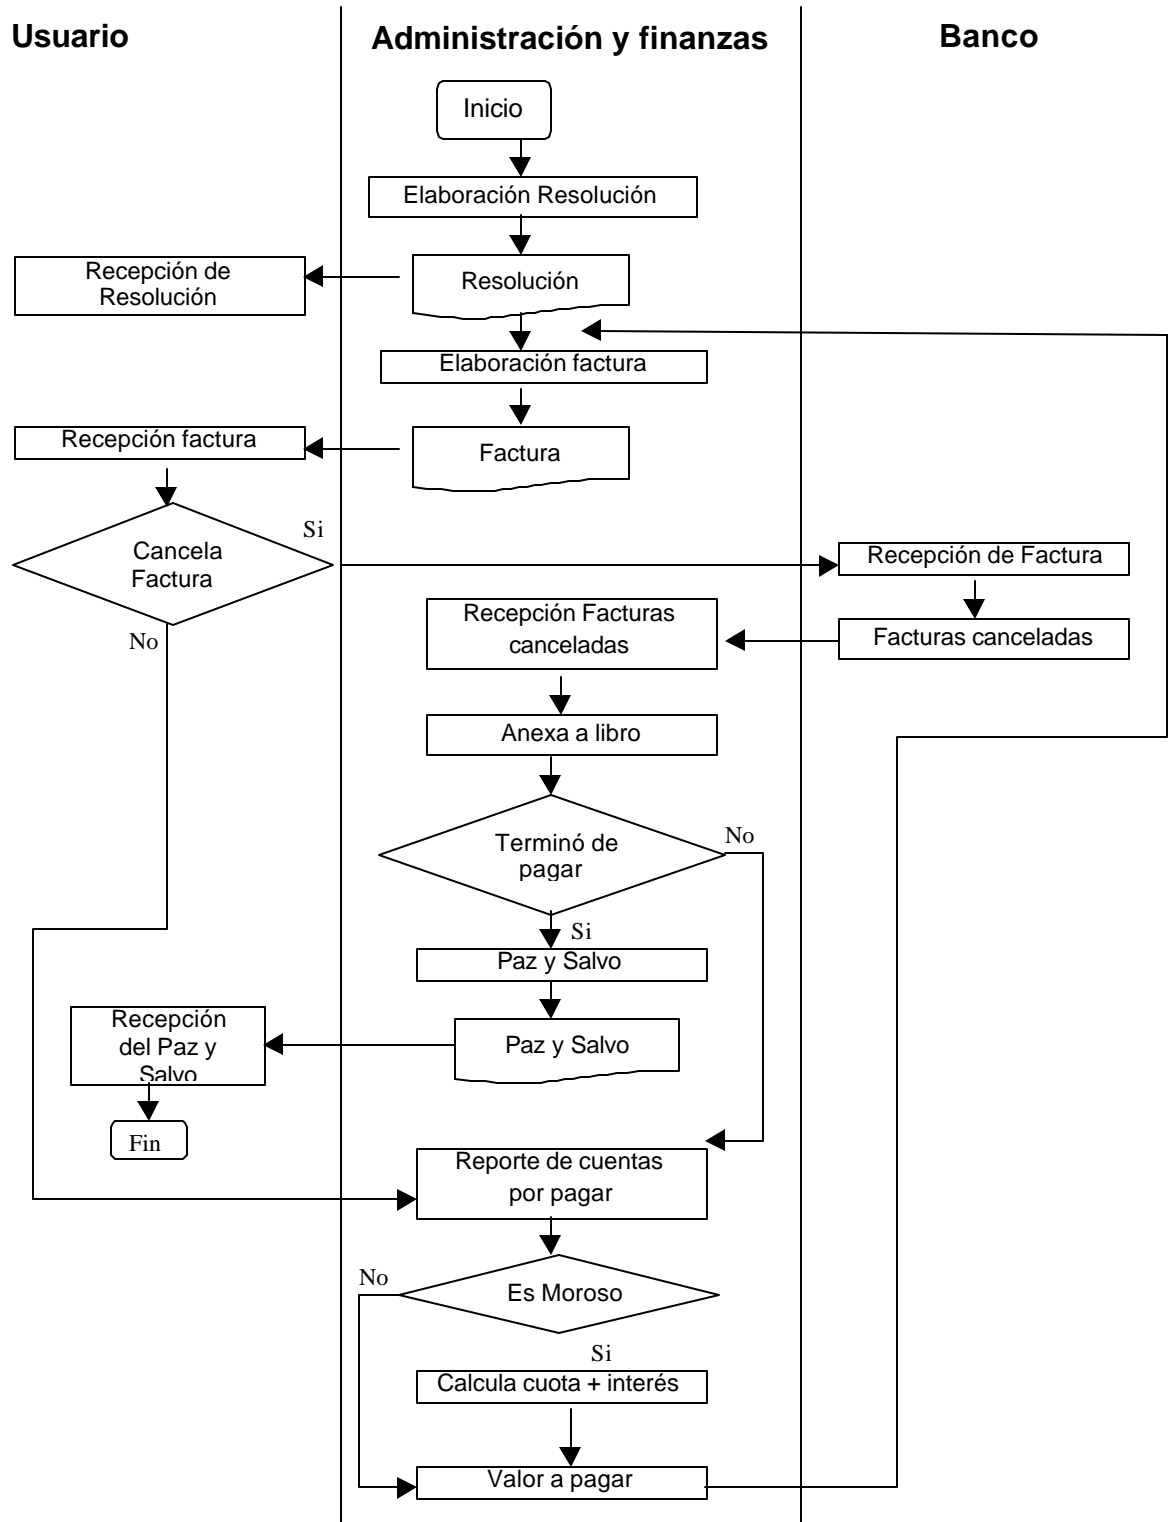 Usuario
Administración y finanzas
Banco
Inicio
Elaboración Resolución
Recepción de
Resolución
Resolución
Elaboración factura
Recepción factura
Factura
Si
Cancela
Factura
No
Recepción de Factura
Facturas canceladas
Recepción Facturas
canceladas
Anexa a libro
Terminó de
pagar
No
Si
Paz y Salvo
Paz y Salvo
Recepción
del Paz y
Salvo
Fin
Reporte de cuentas
por pagar
No
Es Moroso
Si
Calcula cuota + interés
Valor a pagar